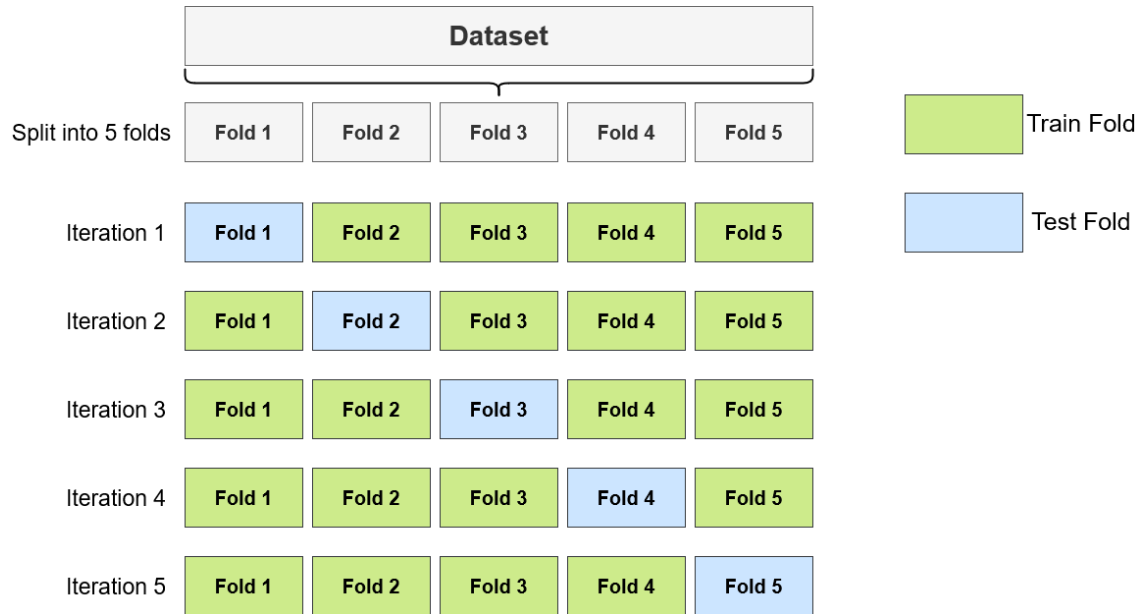 Dataset
Split into 5 folds Fold 1 Fold 2 Fold 3 Fold 4 Fold 5
Train Fold
Test Fold
Iteration 1 Fold 1 Fold 2 Fold 3 Fold 4 Fold 5
Iteration 2 Fold 1 Fold 2 Fold 3 Fold 4 Fold 5
Iteration 3 Fold 1 Fold 2 Fold 3 Fold 4 Fold 5
Iteration 4 Fold 1 Fold 2 Fold 3 Fold 4 Fold 5
Iteration 5 Fold 1 Fold 2 Fold 3 Fold 4 Fold 5